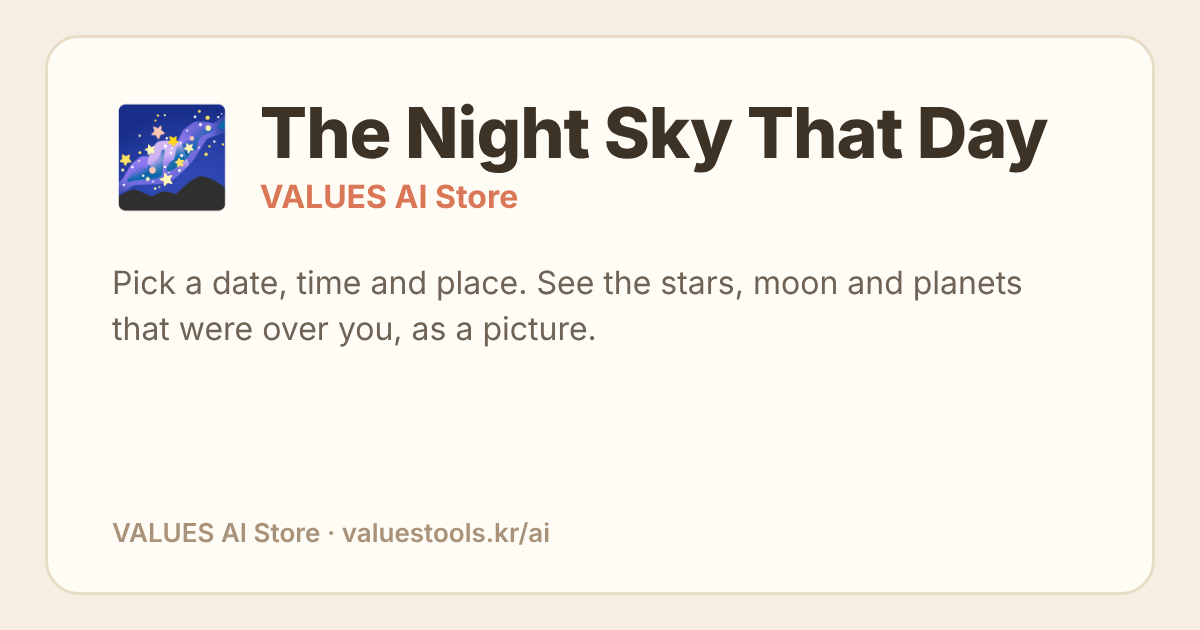 The Night Sky That Day
VALUES AI Store
Pick a date, time and place. See the stars, moon and planets
that were over you, as a picture.
VALUES AI Store · valuestools.kr/ai